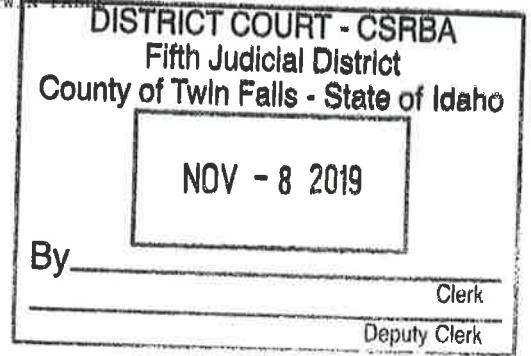 DISTRICT COURT - CSRBA
Fifth Judicial District
County of Twin Falls - State of Idaho
NOV - 8 2019
By
Clerk
Deputy Clerk